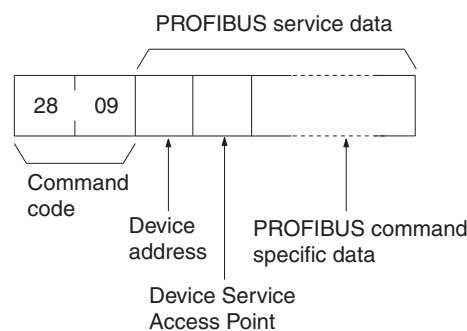 PROFIBUS service data
28 09
Command
code
Device
address
PROFIBUS command
specific data
Device Service
Access Point